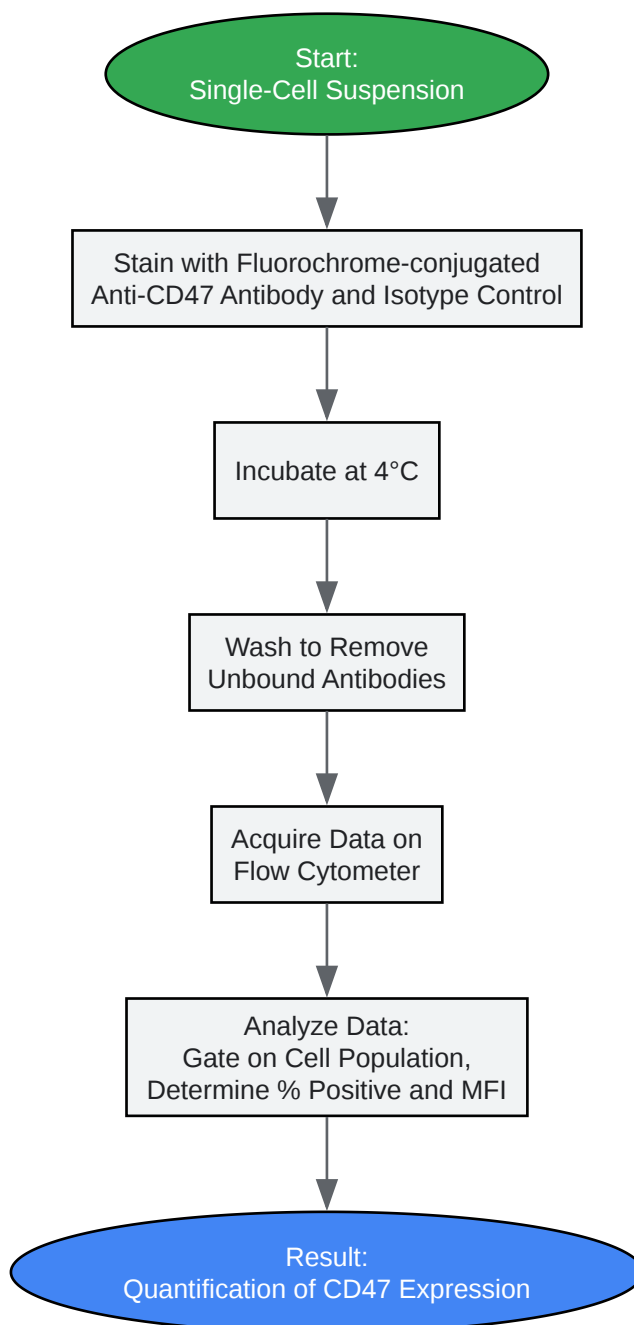 Start:
Single-Cell Suspension
Stain with Fluorochrome-conjugated
Anti-CD47 Antibody and Isotype Control
Incubate at 4°C
Wash to Remove
Unbound Antibodies
Acquire Data on
Flow Cytometer
Analyze Data:
Gate on Cell Population,
Determine % Positive and MFI
Result:
Quantification of CD47 Expression